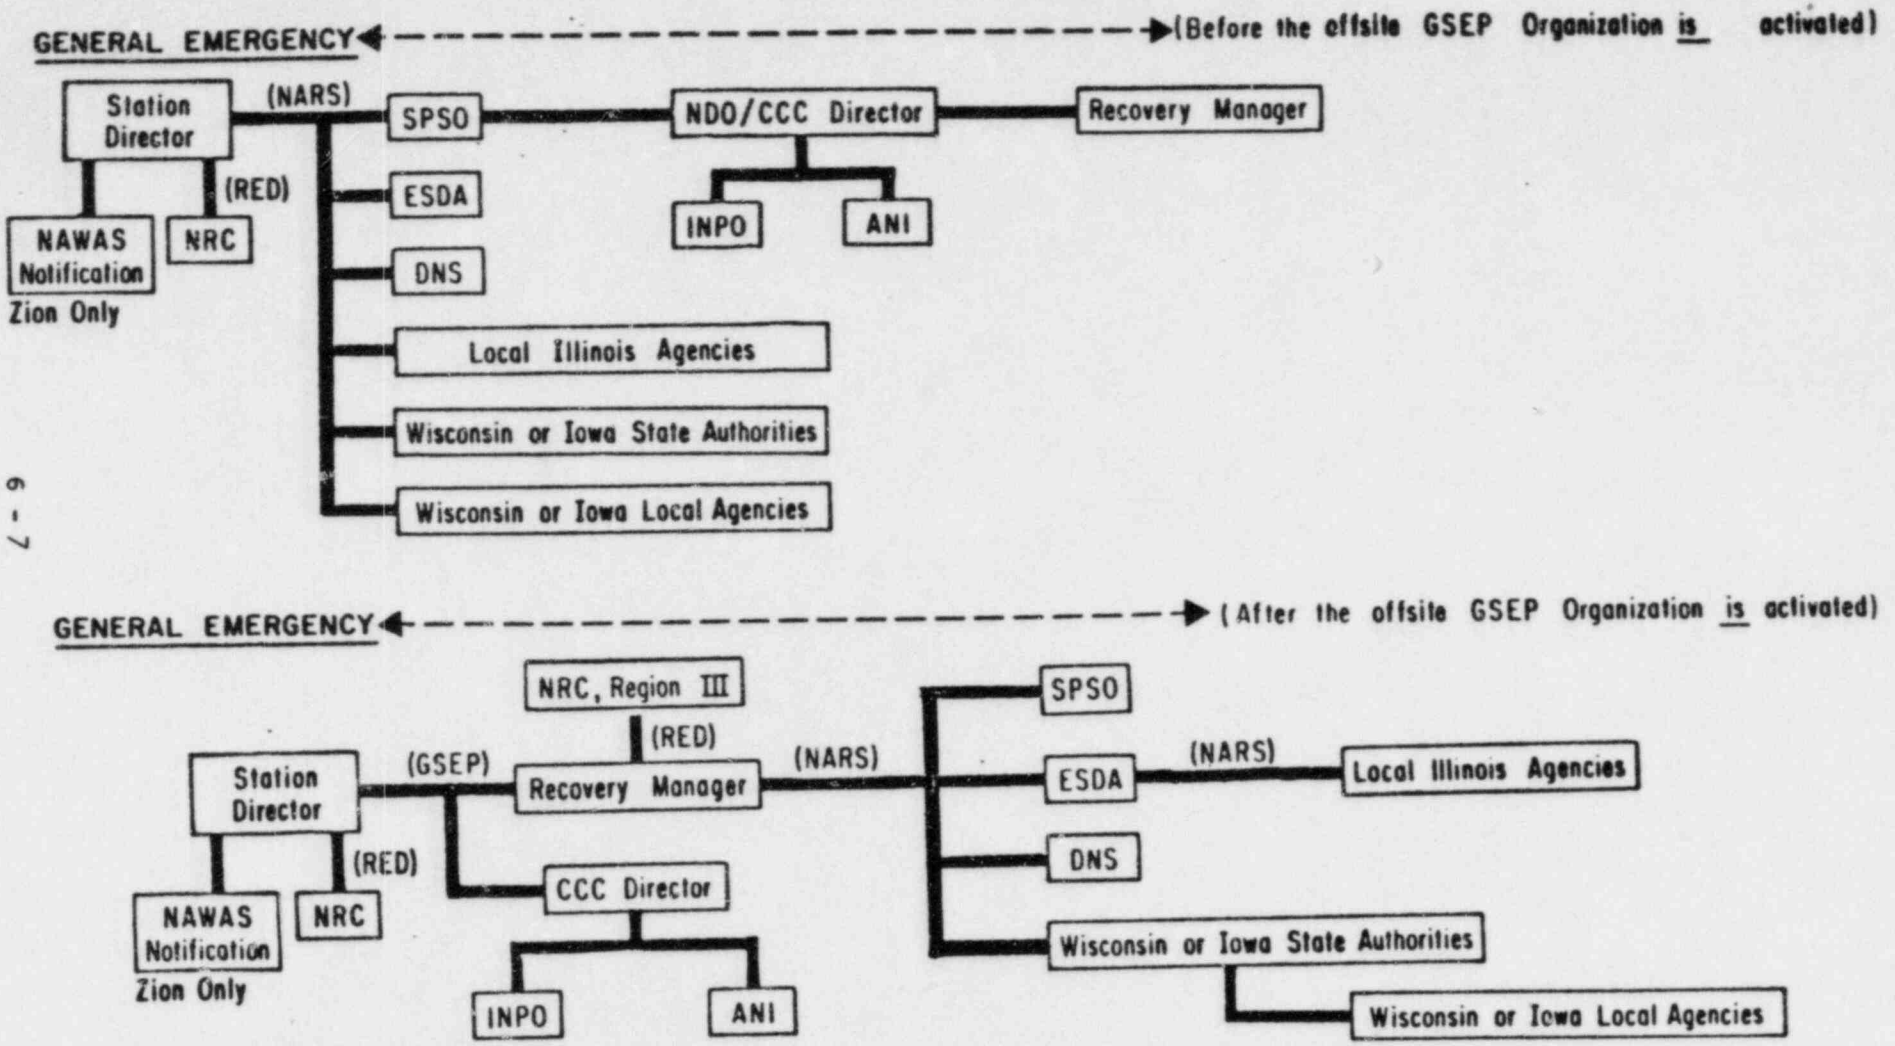 GENERAL EMERGENCY (Before the offsite GSEP Organization is activated)
Station
Director
(NARS)
SPSO
NDO/CCC Director
Recovery Manager
(RED)
ESDA
NAWAS
Notification
Zion Only
NRC
INPO
ANI
DNS
Local Illinois Agencies
Wisconsin or Iowa State Authorities
Wisconsin or Iowa Local Agencies
6-7
GENERAL EMERGENCY (After the offsite GSEP Organization is activated)
NRC, Region III
(RED)
SPSO
Station
Director
(GSEP)
Recovery Manager
(NARS)
ESDA
(NARS)
Local Illinois Agencies
(RED)
DNS
CCC Director
NAWAS
Notification
Zion Only
NRC
Wisconsin or Iowa State Authorities
INPO
ANI
Wisconsin or Iowa Local Agencies